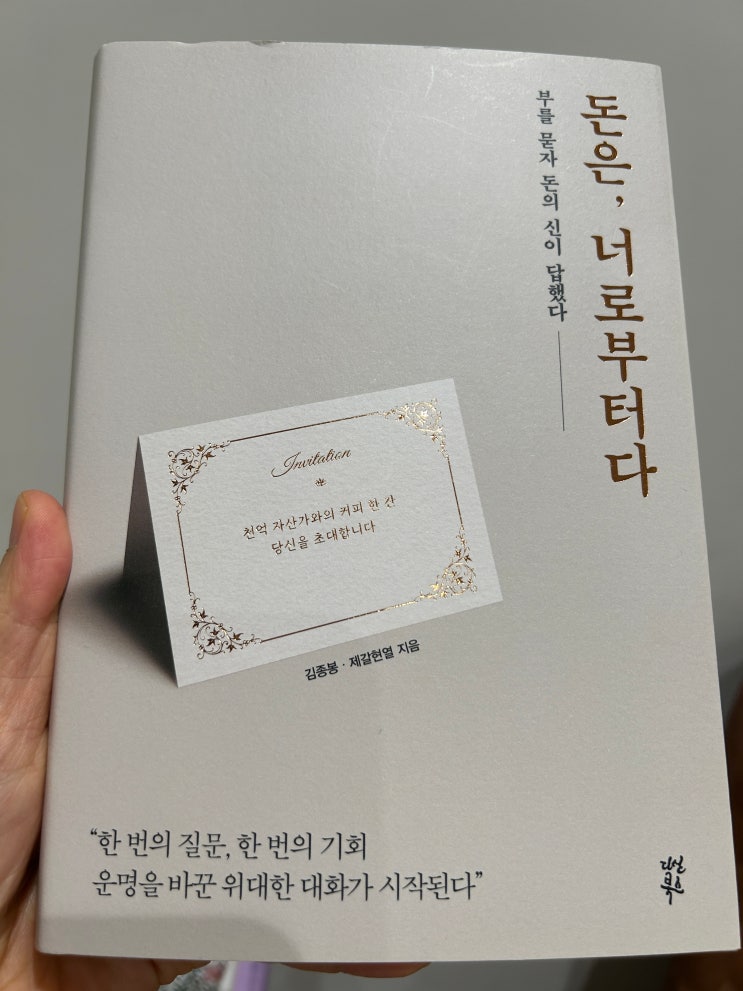 돈은, 너로부터다
부를 묻자 돈의 신이 답했다
Invitation
천억 자산가와의 커피 한 잔
당신을 초대합니다
김종봉 · 제갈현열 지음
“한 번의 질문, 한 번의 기회
운명을 바꾼 위대한 대화가 시작된다”
다산
북스